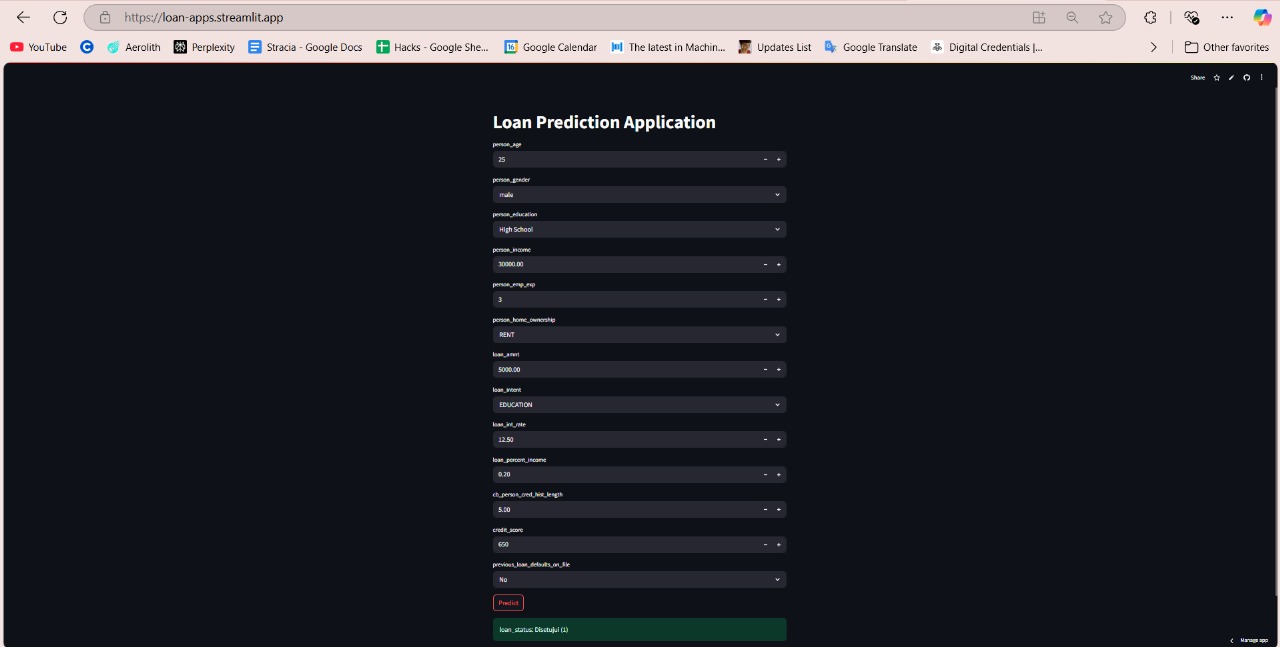 https://loan-apps.streamlit.app
YouTube Aerolith Perplexity Stracia - Google Docs Hacks - Google She... Google Calendar The latest in Machin... Updates List Google Translate Digital Credentials |... Other favorites
Share
Loan Prediction Application
person_age
25
person_gender
male
person_education
High School
person_income
30000.00
person_emp_exp
3
person_home_ownership
RENT
loan_amnt
5000.00
loan_intent
EDUCATION
loan_int_rate
12.50
loan_percent_income
0.20
cb_person_cred_hist_length
5.00
credit_score
650
previous_loan_defaults_on_file
No
Predict
loan_status: Disetujui (1)
Manage app